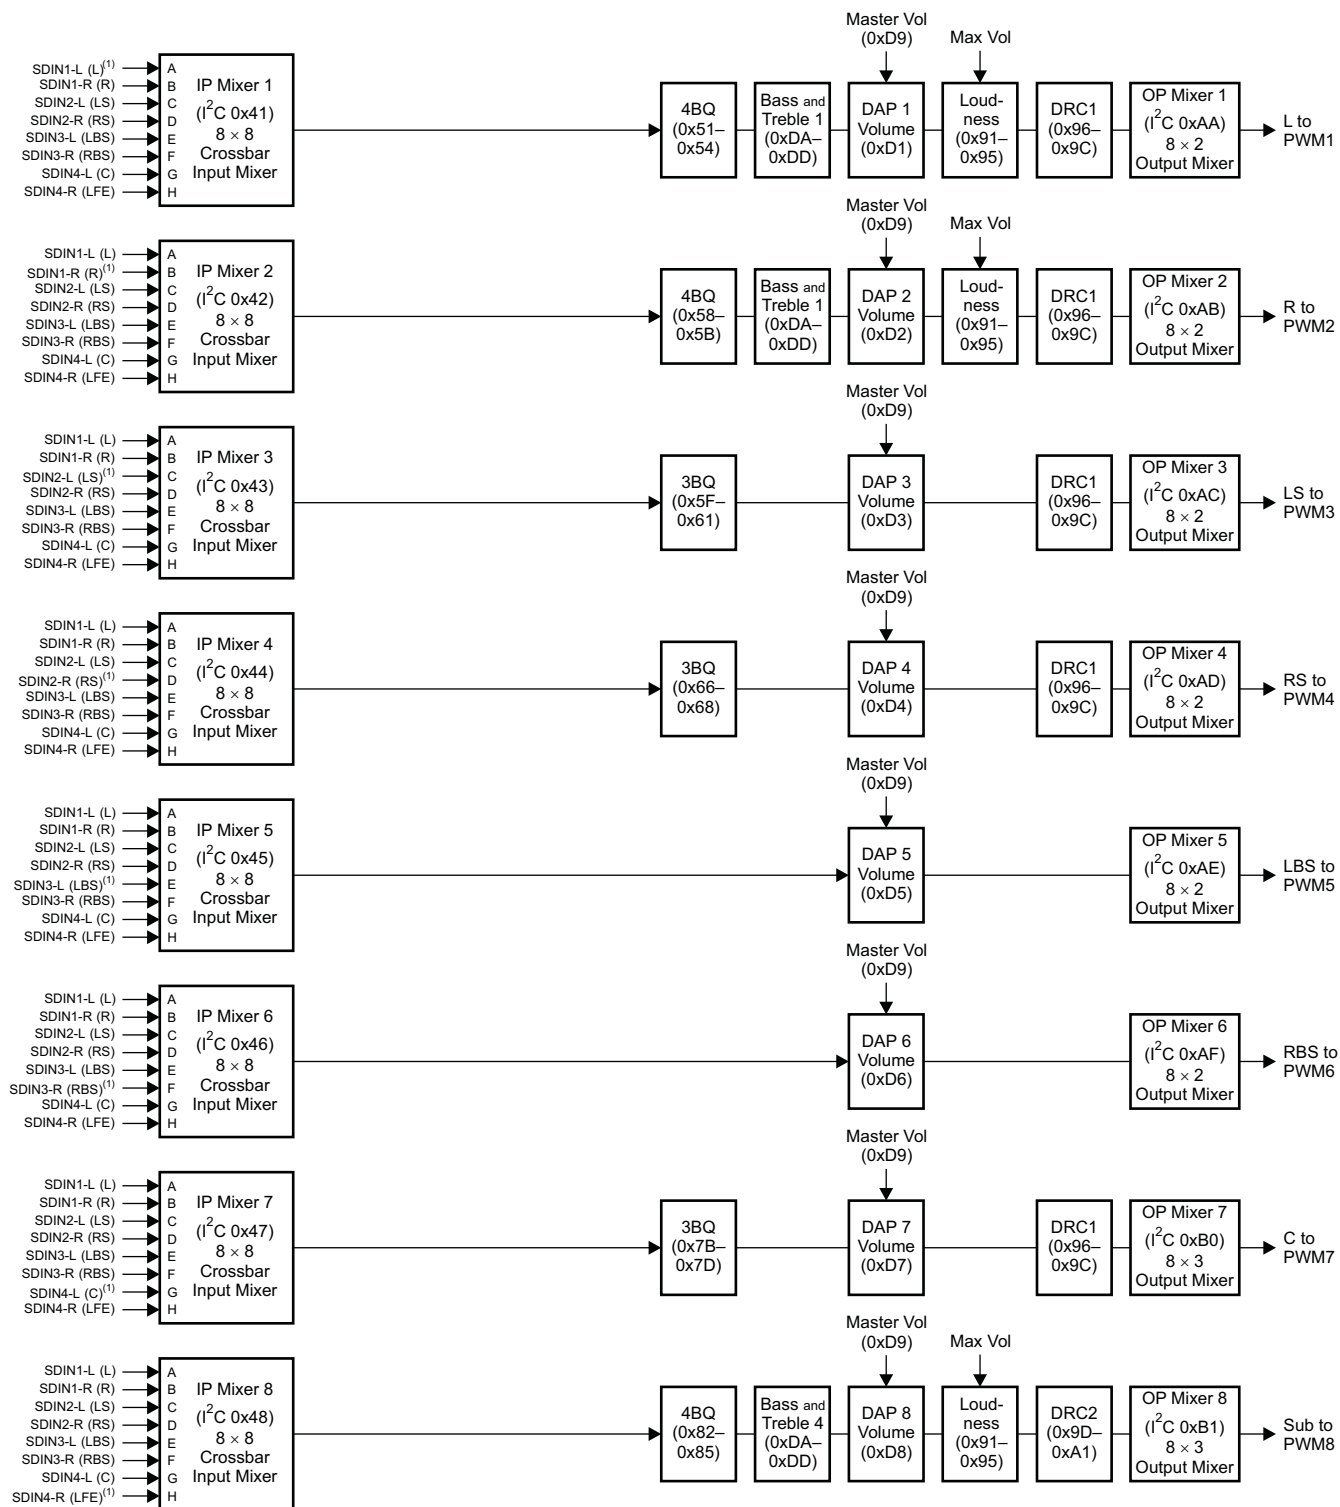 SDIN1-L (L)(1)
SDIN1-R (R)
SDIN2-L (LS)
SDIN2-R (RS)
SDIN3-L (LBS)
SDIN3-R (RBS)
SDIN4-L (C)
SDIN4-R (LFE)
A
B
C
D
E
F
G
H
IP Mixer 1
(I2C 0x41)
8 × 8
Crossbar
Input Mixer
4BQ
(0x51–
0x54)
Bass and
Treble 1
(0xDA–
0xDD)
Master Vol
(0xD9)
DAP 1
Volume
(0xD1)
Max Vol
Loud-
ness
(0x91–
0x95)
DRC1
(0x96–
0x9C)
OP Mixer 1
(I2C 0xAA)
8 × 2
Output Mixer
L to
PWM1
SDIN1-L (L)
SDIN1-R (R)(1)
SDIN2-L (LS)
SDIN2-R (RS)
SDIN3-L (LBS)
SDIN3-R (RBS)
SDIN4-L (C)
SDIN4-R (LFE)
A
B
C
D
E
F
G
H
IP Mixer 2
(I2C 0x42)
8 × 8
Crossbar
Input Mixer
4BQ
(0x58–
0x5B)
Bass and
Treble 1
(0xDA–
0xDD)
Master Vol
(0xD9)
DAP 2
Volume
(0xD2)
Max Vol
Loud-
ness
(0x91–
0x95)
DRC1
(0x96–
0x9C)
OP Mixer 2
(I2C 0xAB)
8 × 2
Output Mixer
R to
PWM2
SDIN1-L (L)
SDIN1-R (R)
SDIN2-L (LS)(1)
SDIN2-R (RS)
SDIN3-L (LBS)
SDIN3-R (RBS)
SDIN4-L (C)
SDIN4-R (LFE)
A
B
C
D
E
F
G
H
IP Mixer 3
(I2C 0x43)
8 × 8
Crossbar
Input Mixer
3BQ
(0x5F–
0x61)
Master Vol
(0xD9)
DAP 3
Volume
(0xD3)
DRC1
(0x96–
0x9C)
OP Mixer 3
(I2C 0xAC)
8 × 2
Output Mixer
LS to
PWM3
SDIN1-L (L)
SDIN1-R (R)
SDIN2-L (LS)
SDIN2-R (RS)(1)
SDIN3-L (LBS)
SDIN3-R (RBS)
SDIN4-L (C)
SDIN4-R (LFE)
A
B
C
D
E
F
G
H
IP Mixer 4
(I2C 0x44)
8 × 8
Crossbar
Input Mixer
3BQ
(0x66–
0x68)
Master Vol
(0xD9)
DAP 4
Volume
(0xD4)
DRC1
(0x96–
0x9C)
OP Mixer 4
(I2C 0xAD)
8 × 2
Output Mixer
RS to
PWM4
SDIN1-L (L)
SDIN1-R (R)
SDIN2-L (LS)
SDIN2-R (RS)
SDIN3-L (LBS)(1)
SDIN3-R (RBS)
SDIN4-L (C)
SDIN4-R (LFE)
A
B
C
D
E
F
G
H
IP Mixer 5
(I2C 0x45)
8 × 8
Crossbar
Input Mixer
Master Vol
(0xD9)
DAP 5
Volume
(0xD5)
OP Mixer 5
(I2C 0xAE)
8 × 2
Output Mixer
LBS to
PWM5
SDIN1-L (L)
SDIN1-R (R)
SDIN2-L (LS)
SDIN2-R (RS)
SDIN3-L (LBS)
SDIN3-R (RBS)(1)
SDIN4-L (C)
SDIN4-R (LFE)
A
B
C
D
E
F
G
H
IP Mixer 6
(I2C 0x46)
8 × 8
Crossbar
Input Mixer
Master Vol
(0xD9)
DAP 6
Volume
(0xD6)
OP Mixer 6
(I2C 0xAF)
8 × 2
Output Mixer
RBS to
PWM6
SDIN1-L (L)
SDIN1-R (R)
SDIN2-L (LS)
SDIN2-R (RS)
SDIN3-L (LBS)
SDIN3-R (RBS)
SDIN4-L (C)(1)
SDIN4-R (LFE)
A
B
C
D
E
F
G
H
IP Mixer 7
(I2C 0x47)
8 × 8
Crossbar
Input Mixer
3BQ
(0x7B–
0x7D)
Master Vol
(0xD9)
DAP 7
Volume
(0xD7)
DRC1
(0x96–
0x9C)
OP Mixer 7
(I2C 0xB0)
8 × 3
Output Mixer
C to
PWM7
SDIN1-L (L)
SDIN1-R (R)
SDIN2-L (LS)
SDIN2-R (RS)
SDIN3-L (LBS)
SDIN3-R (RBS)
SDIN4-L (C)
SDIN4-R (LFE)(1)
A
B
C
D
E
F
G
H
IP Mixer 8
(I2C 0x48)
8 × 8
Crossbar
Input Mixer
4BQ
(0x82–
0x85)
Bass and
Treble 4
(0xDA–
0xDD)
Master Vol
(0xD9)
DAP 8
Volume
(0xD8)
Max Vol
Loud-
ness
(0x91–
0x95)
DRC2
(0x9D–
0xA1)
OP Mixer 8
(I2C 0xB1)
8 × 3
Output Mixer
Sub to
PWM8